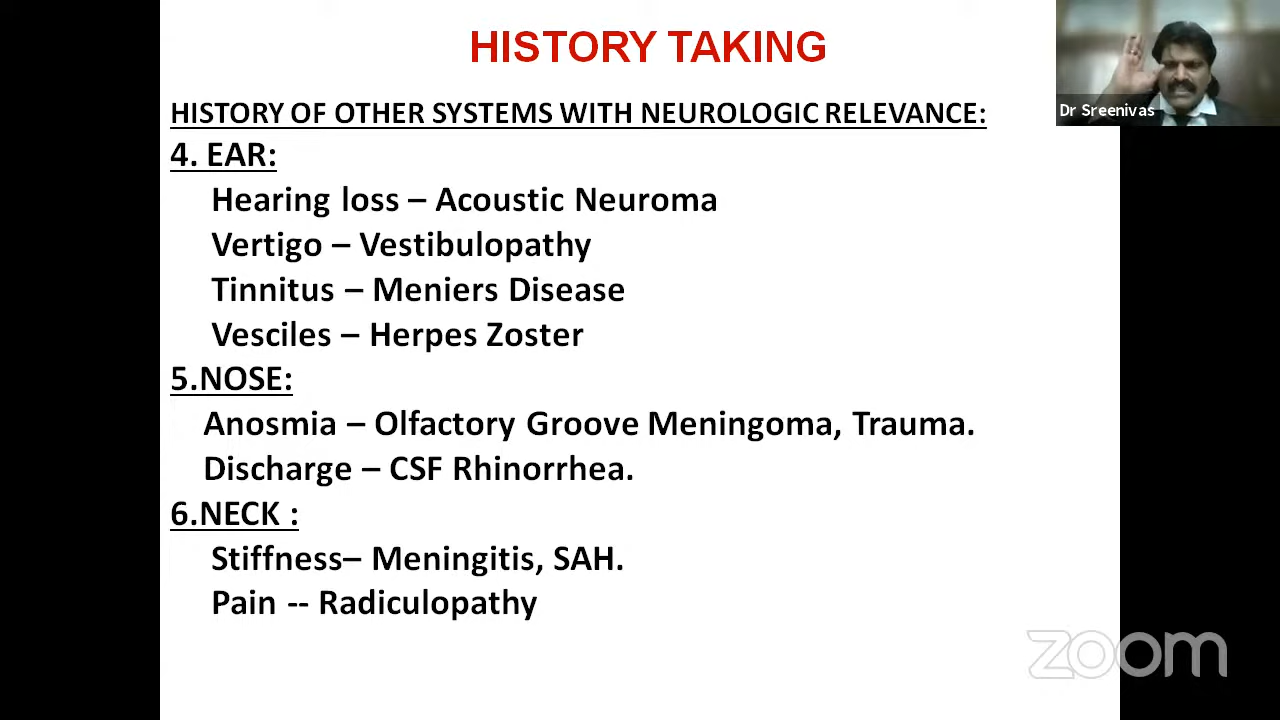 HISTORY TAKING
Dr Sreenivas
HISTORY OF OTHER SYSTEMS WITH NEUROLOGIC RELEVANCE:
4. EAR:
Hearing loss – Acoustic Neuroma
Vertigo – Vestibulopathy
Tinnitus – Meniers Disease
Vesciles – Herpes Zoster
5.NOSE:
Anosmia – Olfactory Groove Meningoma, Trauma.
Discharge – CSF Rhinorrhea.
6.NECK :
Stiffness– Meningitis, SAH.
Pain -- Radiculopathy
zoom